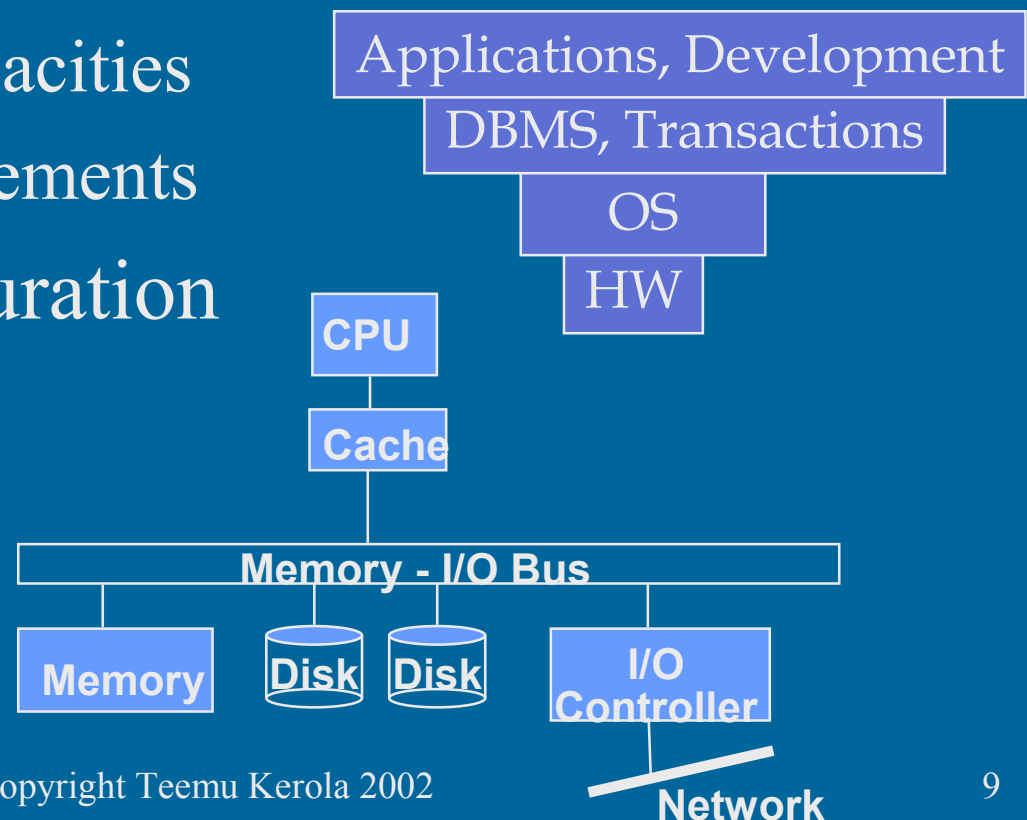 acities
ements
uration
Applications, Development
DBMS, Transactions
OS
HW
CPU
Cache
Memory - I/O Bus
Memory
Disk
Disk
I/O
Controller
Network
opyright Teemu Kerola 2002
9